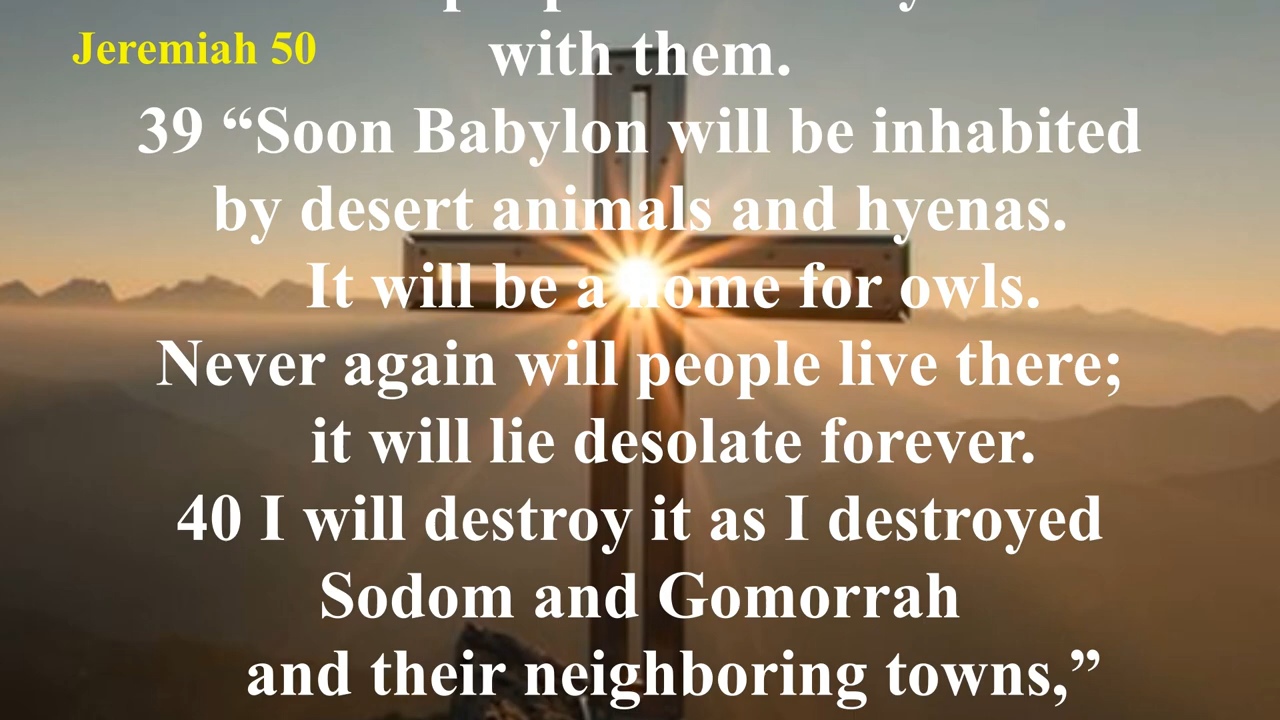 Jeremiah 50
with them.
39 “Soon Babylon will be inhabited
by desert animals and hyenas.
It will be a home for owls.
Never again will people live there;
it will lie desolate forever.
40 I will destroy it as I destroyed
Sodom and Gomorrah
and their neighboring towns,”